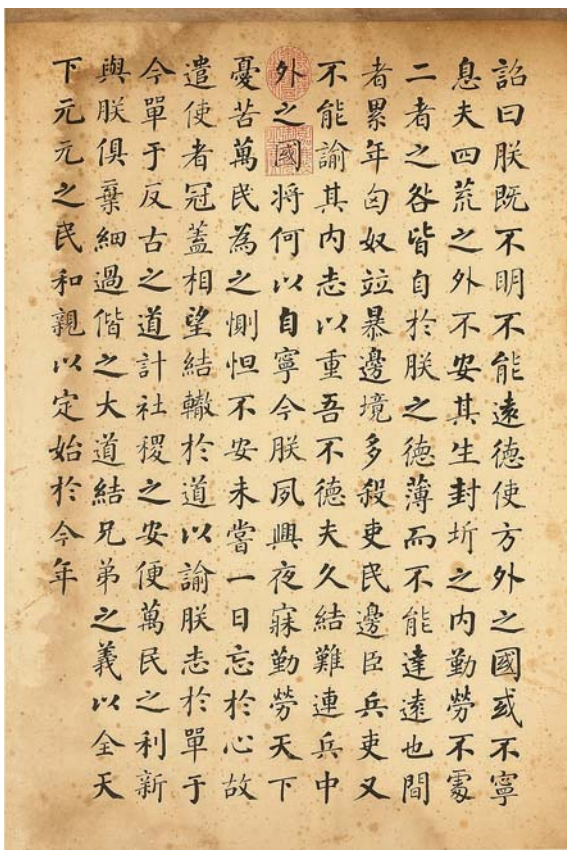 詔曰朕既不明不能遠德使方外之國或不寧
息夫四荒之外不安其生封圻之内勤勞不處
二者之咎皆自於朕之德薄而不能達遠也間
者累年匈奴竝暴邊境多殺吏民邊臣兵吏又
不能諭其内志以重吾不德夫久結難連兵中
外之國將何以自寧今朕夙興夜寐勤勞天下
憂苦萬民為之惻怛不安未嘗一日忘於心故
遣使者冠蓋相望結轍於道以諭朕志於單于
今單于反古之道計社稷之安便萬民之利新
與朕俱棄細過偕之大道結兄弟之義以全天
下元元之民和親以定始於今年